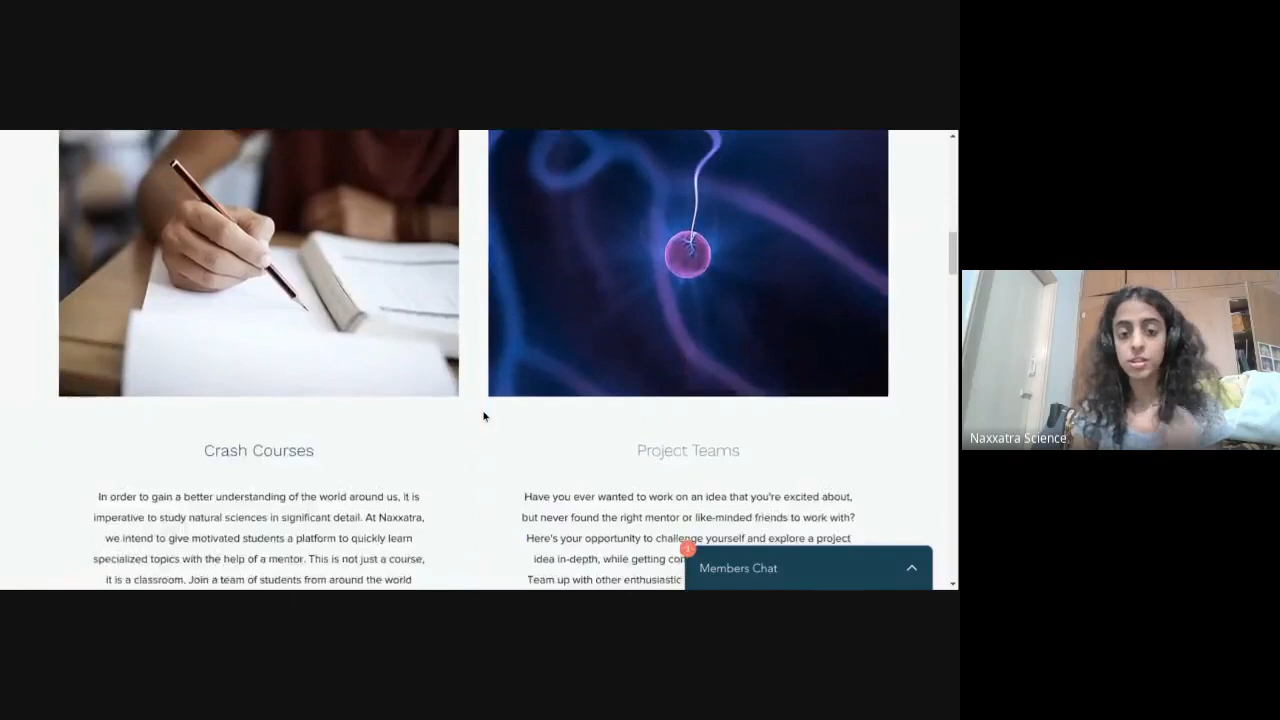 Crash Courses
In order to gain a better understanding of the world around us, it is
imperative to study natural sciences in significant detail. At Naxxatra,
we intend to give motivated students a platform to quickly learn
specialized topics with the help of a mentor. This is not just a course,
it is a classroom. Join a team of students from around the world
Project Teams
Have you ever wanted to work on an idea that you're excited about,
but never found the right mentor or like-minded friends to work with?
Here's your opportunity to challenge yourself and explore a project
idea in-depth, while getting
Team up with other enthusiastic
Members Chat
Naxxatra Science